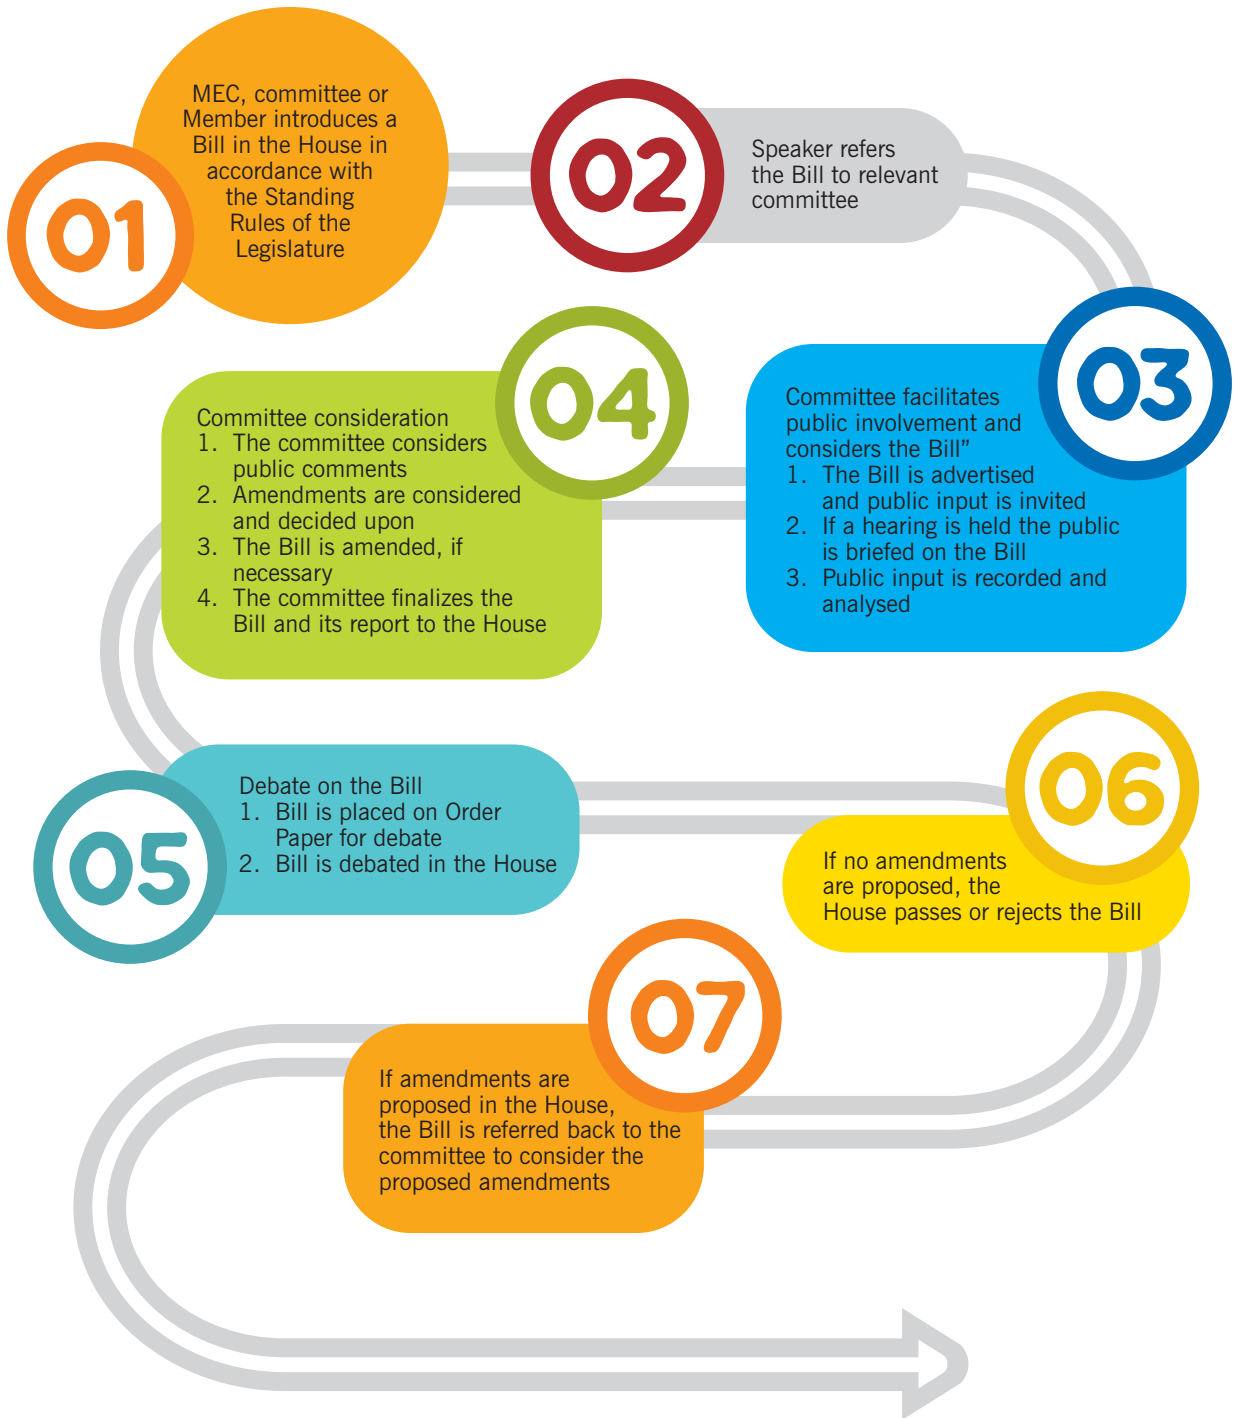 01
MEC, committee or
Member introduces a
Bill in the House in
accordance with
the Standing
Rules of the
Legislature
02
Speaker refers
the Bill to relevant
committee
03
Committee facilitates
public involvement and
considers the Bill”
1. The Bill is advertised
and public input is invited
2. If a hearing is held the public
is briefed on the Bill
3. Public input is recorded and
analysed
04
Committee consideration
1. The committee considers
public comments
2. Amendments are considered
and decided upon
3. The Bill is amended, if
necessary
4. The committee finalizes the
Bill and its report to the House
05
Debate on the Bill
1. Bill is placed on Order
Paper for debate
2. Bill is debated in the House
06
If no amendments
are proposed, the
House passes or rejects the Bill
07
If amendments are
proposed in the House,
the Bill is referred back to the
committee to consider the
proposed amendments